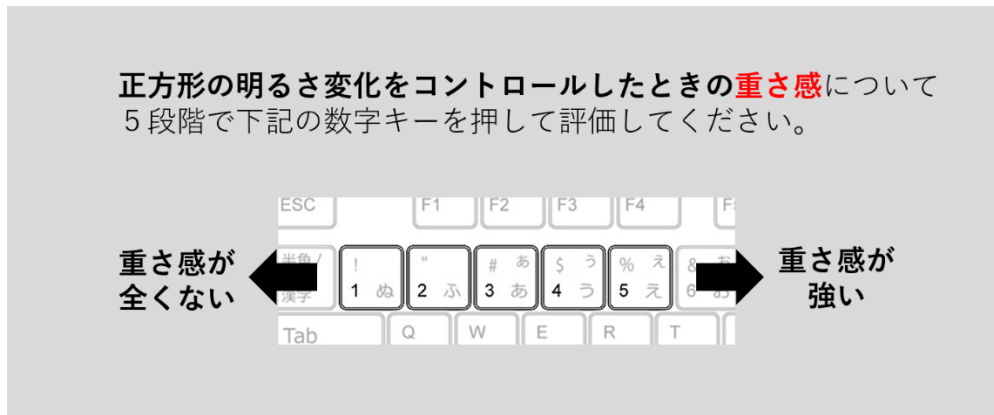 正方形の明るさ変化をコントロールしたときの重さ感について
５段階で下記の数字キーを押して評価してください。
ESC F1 F2 F3 F4
重さ感が
全くない
! " # あ $ う % え &
漢字 1 ぬ 2 ふ 3 あ 4 う 5 え 6
Tab Q W E R T
重さ感が
強い